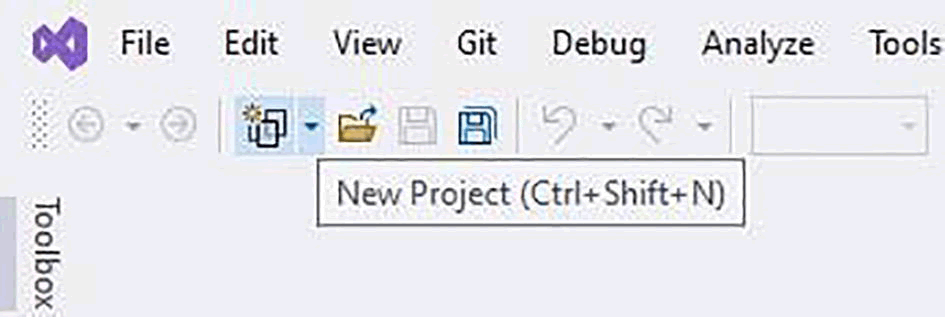 File Edit View Git Debug Analyze Tools
New Project (Ctrl+Shift+N)
Toolbox